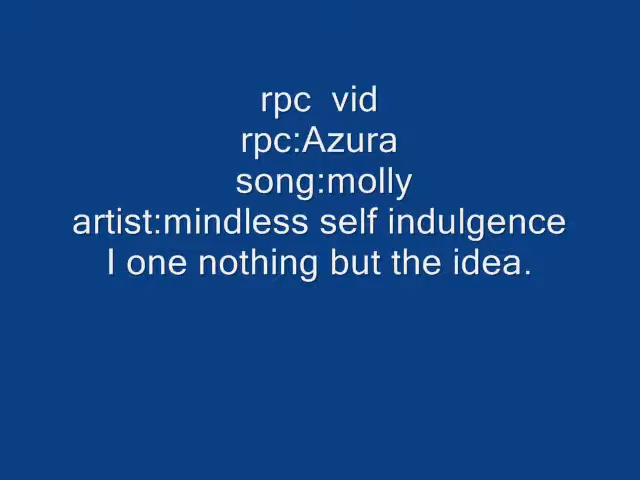 rpc  vid
rpc:Azura
song:molly
artist:mindless self indulgence
I one nothing but the idea.